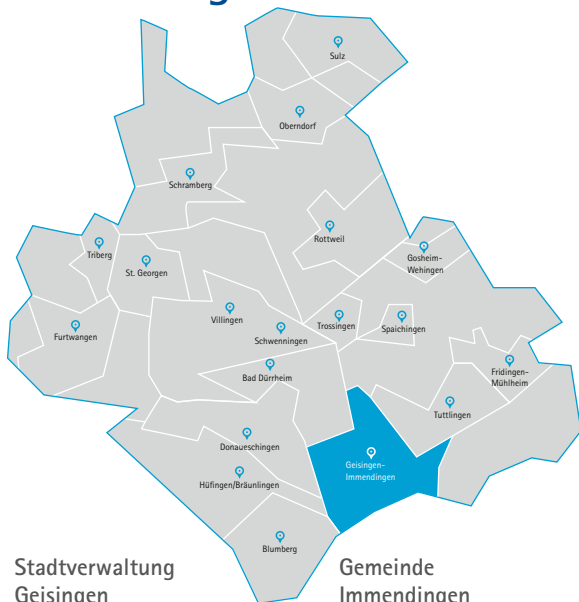 g
Sulz
Oberndorf
Schramberg
Rottweil
Triberg
St. Georgen
Gosheim-
Wehingen
Furtwangen
Villingen
Schwenningen
Trossingen
Spaichingen
Bad Dürrheim
Fridingen-
Mühlheim
Tuttlingen
Donaueschingen
Geisingen-
Immendingen
Hüfingen/Bräunlingen
Blumberg
Stadtverwaltung
Geisingen
Gemeinde
Immendingen